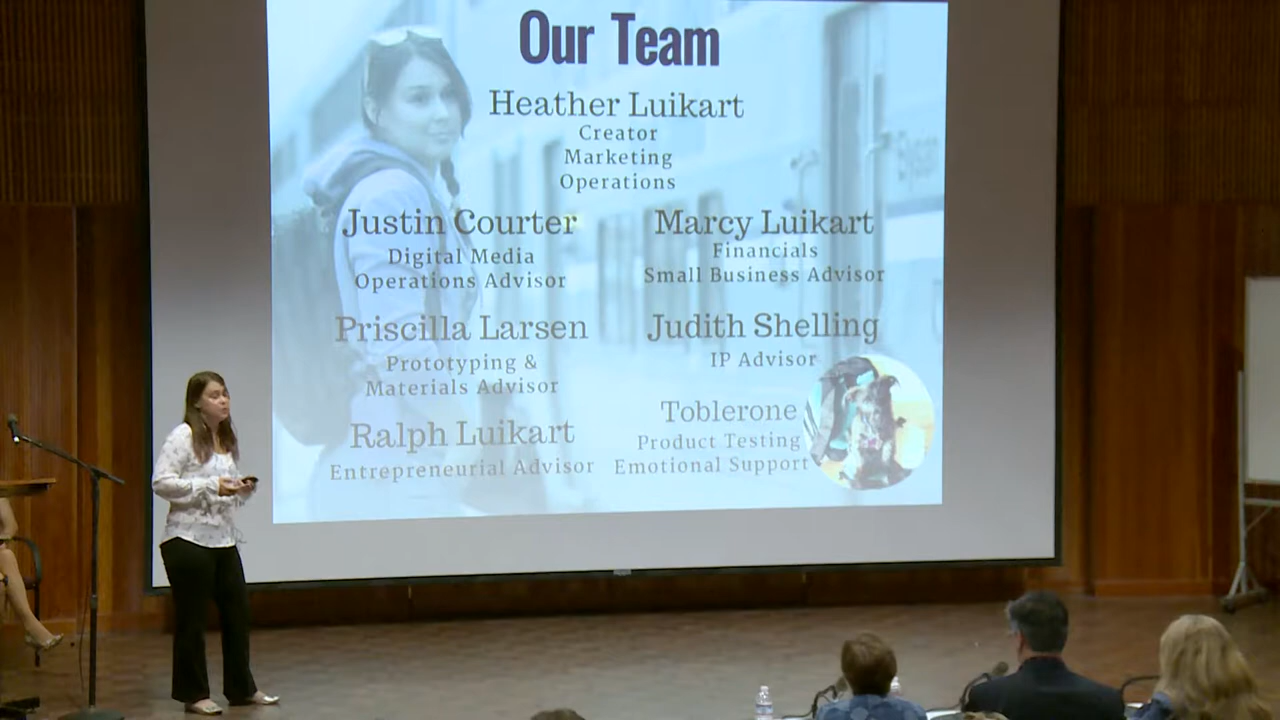 Our Team
Heather Luikart
Creator
Marketing
Operations
Justin Courter
Digital Media
Operations Advisor
Marcy Luikart
Financials
Small Business Advisor
Priscilla Larsen
Prototyping &
Materials Advisor
Judith Shelling
IP Advisor
Ralph Luikart
Entrepreneurial Advisor
Toblerone
Product Testing
Emotional Support